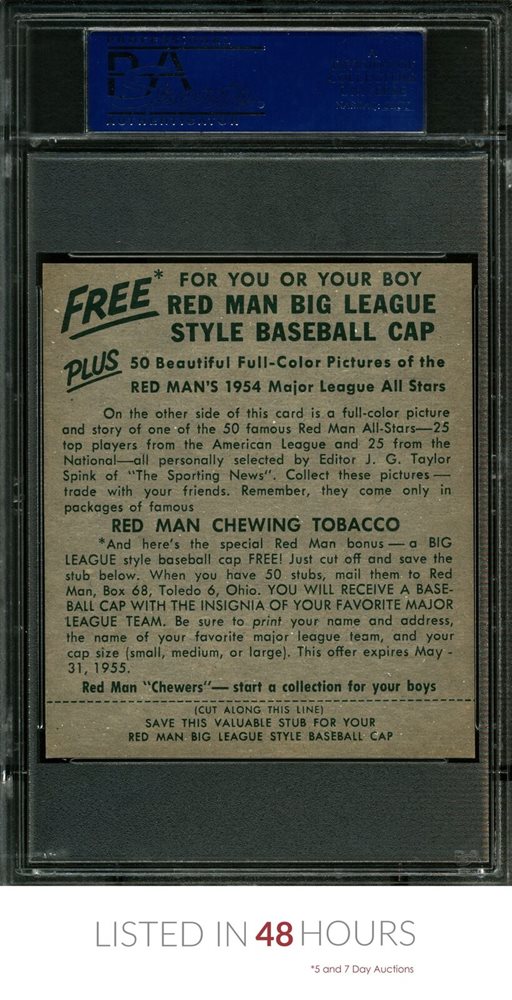 PSA
AUTHENTICATOR
FREE* FOR YOU OR YOUR BOY
RED MAN BIG LEAGUE
STYLE BASEBALL CAP
PLUS 50 Beautiful Full-Color Pictures of the
RED MAN'S 1954 Major League All Stars
On the other side of this card is a full-color picture
and story of one of the 50 famous Red Man All-Stars—25
top players from the American League and 25 from the
National—all personally selected by Editor J. G. Taylor
Spink of "The Sporting News". Collect these pictures—
trade with your friends. Remember, they come only in
packages of famous
RED MAN CHEWING TOBACCO
*And here's the special Red Man bonus — a BIG
LEAGUE style baseball cap FREE! Just cut off and save the
stub below. When you have 50 stubs, mail them to Red
Man, Box 68, Toledo 6, Ohio. YOU WILL RECEIVE A BASE-
BALL CAP WITH THE INSIGNIA OF YOUR FAVORITE MAJOR
LEAGUE TEAM. Be sure to print your name and address,
the name of your favorite major league team, and your
cap size (small, medium, or large). This offer expires May -
31, 1955.
Red Man "Chewers"— start a collection for your boys
(CUT ALONG THIS LINE)
SAVE THIS VALUABLE STUB FOR YOUR
RED MAN BIG LEAGUE STYLE BASEBALL CAP
LISTED IN 48 HOURS
*5 and 7 Day Auctions